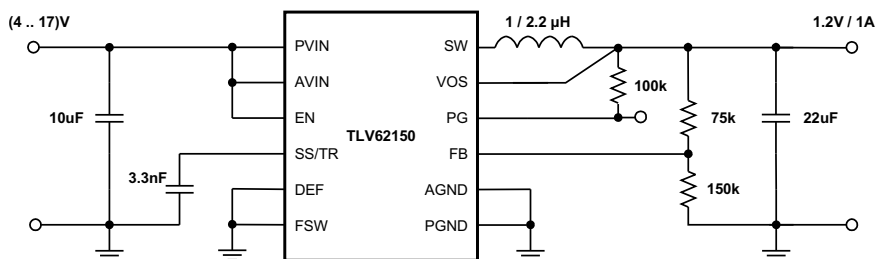 (4 .. 17)V
1 / 2.2 µH
1.2V / 1A
PVIN
SW
AVIN
VOS
100k
10uF
EN
PG
75k
22uF
TLV62150
SS/TR
FB
3.3nF
DEF
AGND
150k
FSW
PGND